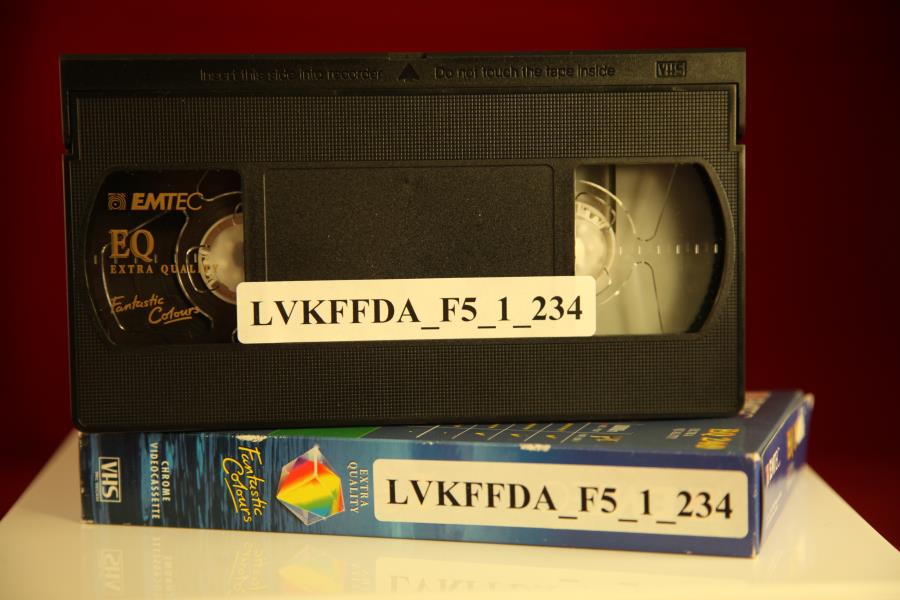 Insert this side into recorder Do not touch the tape inside VHS
EMTEC
EQ
EXTRA QUALITY
Fantastic
Colours
LVKFFDA_F5_1_234
VHS
CHROME
VIDEOCASSETTE
Fantastic
Colours
EXTRA
QUALITY
LVKFFDA_F5_1_234